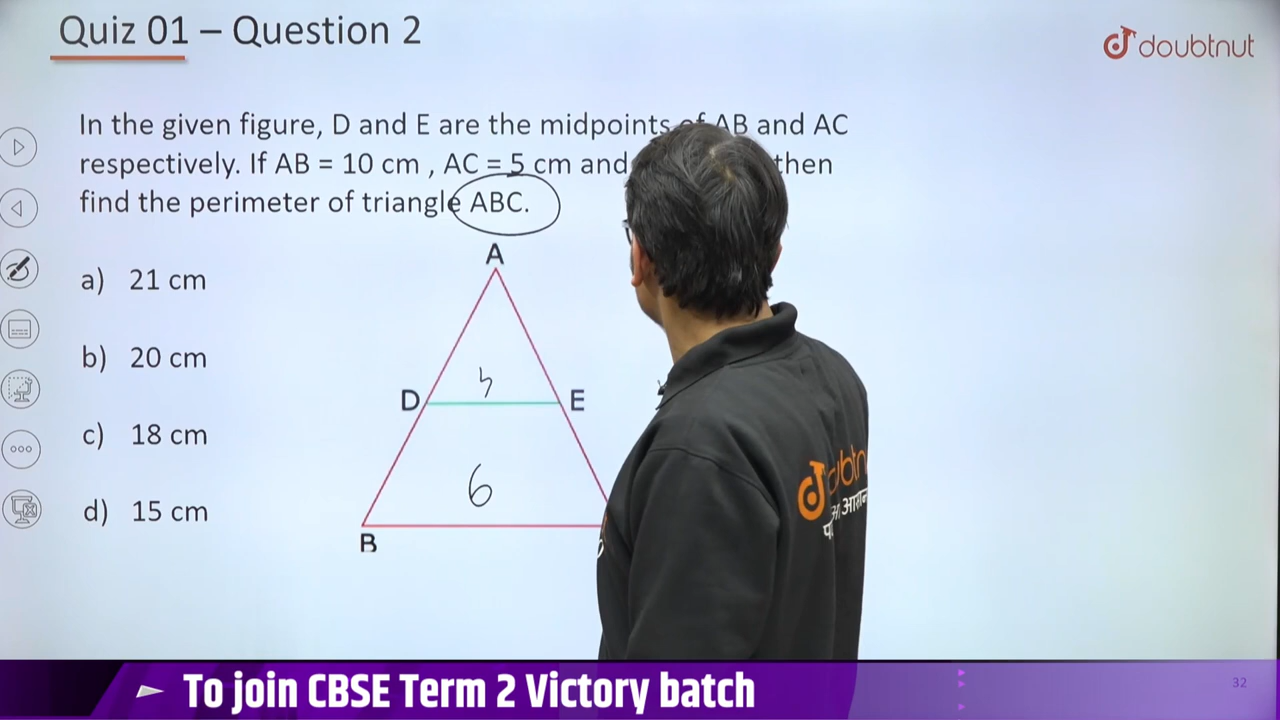 Quiz 01 – Question 2
doubtnut
In the given figure, D and E are the midpoints of AB and AC
respectively. If AB = 10 cm , AC = 5 cm and then
find the perimeter of triangle ABC.
a) 21 cm
b) 20 cm
c) 18 cm
d) 15 cm
A
D
E
6
B
To join CBSE Term 2 Victory batch
32